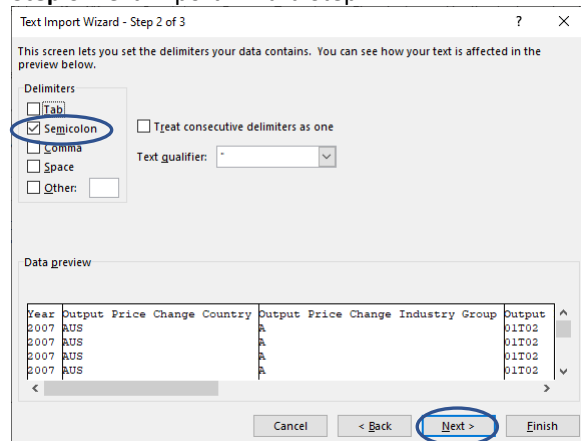 Text Import Wizard - Step 2 of 3 ? ×
This screen lets you set the delimiters your data contains. You can see how your text is affected in the
preview below.
Delimiters
Tab
Semicolon
Treat consecutive delimiters as one
Comma
Text qualifier: "
Space
Other:
Data preview
Year Output Price Change Country Output Price Change Industry Group Output
2007 AUS A 01T02
2007 AUS A 01T02
2007 AUS A 01T02
2007 AUS A 01T02
Cancel < Back Next > Finish